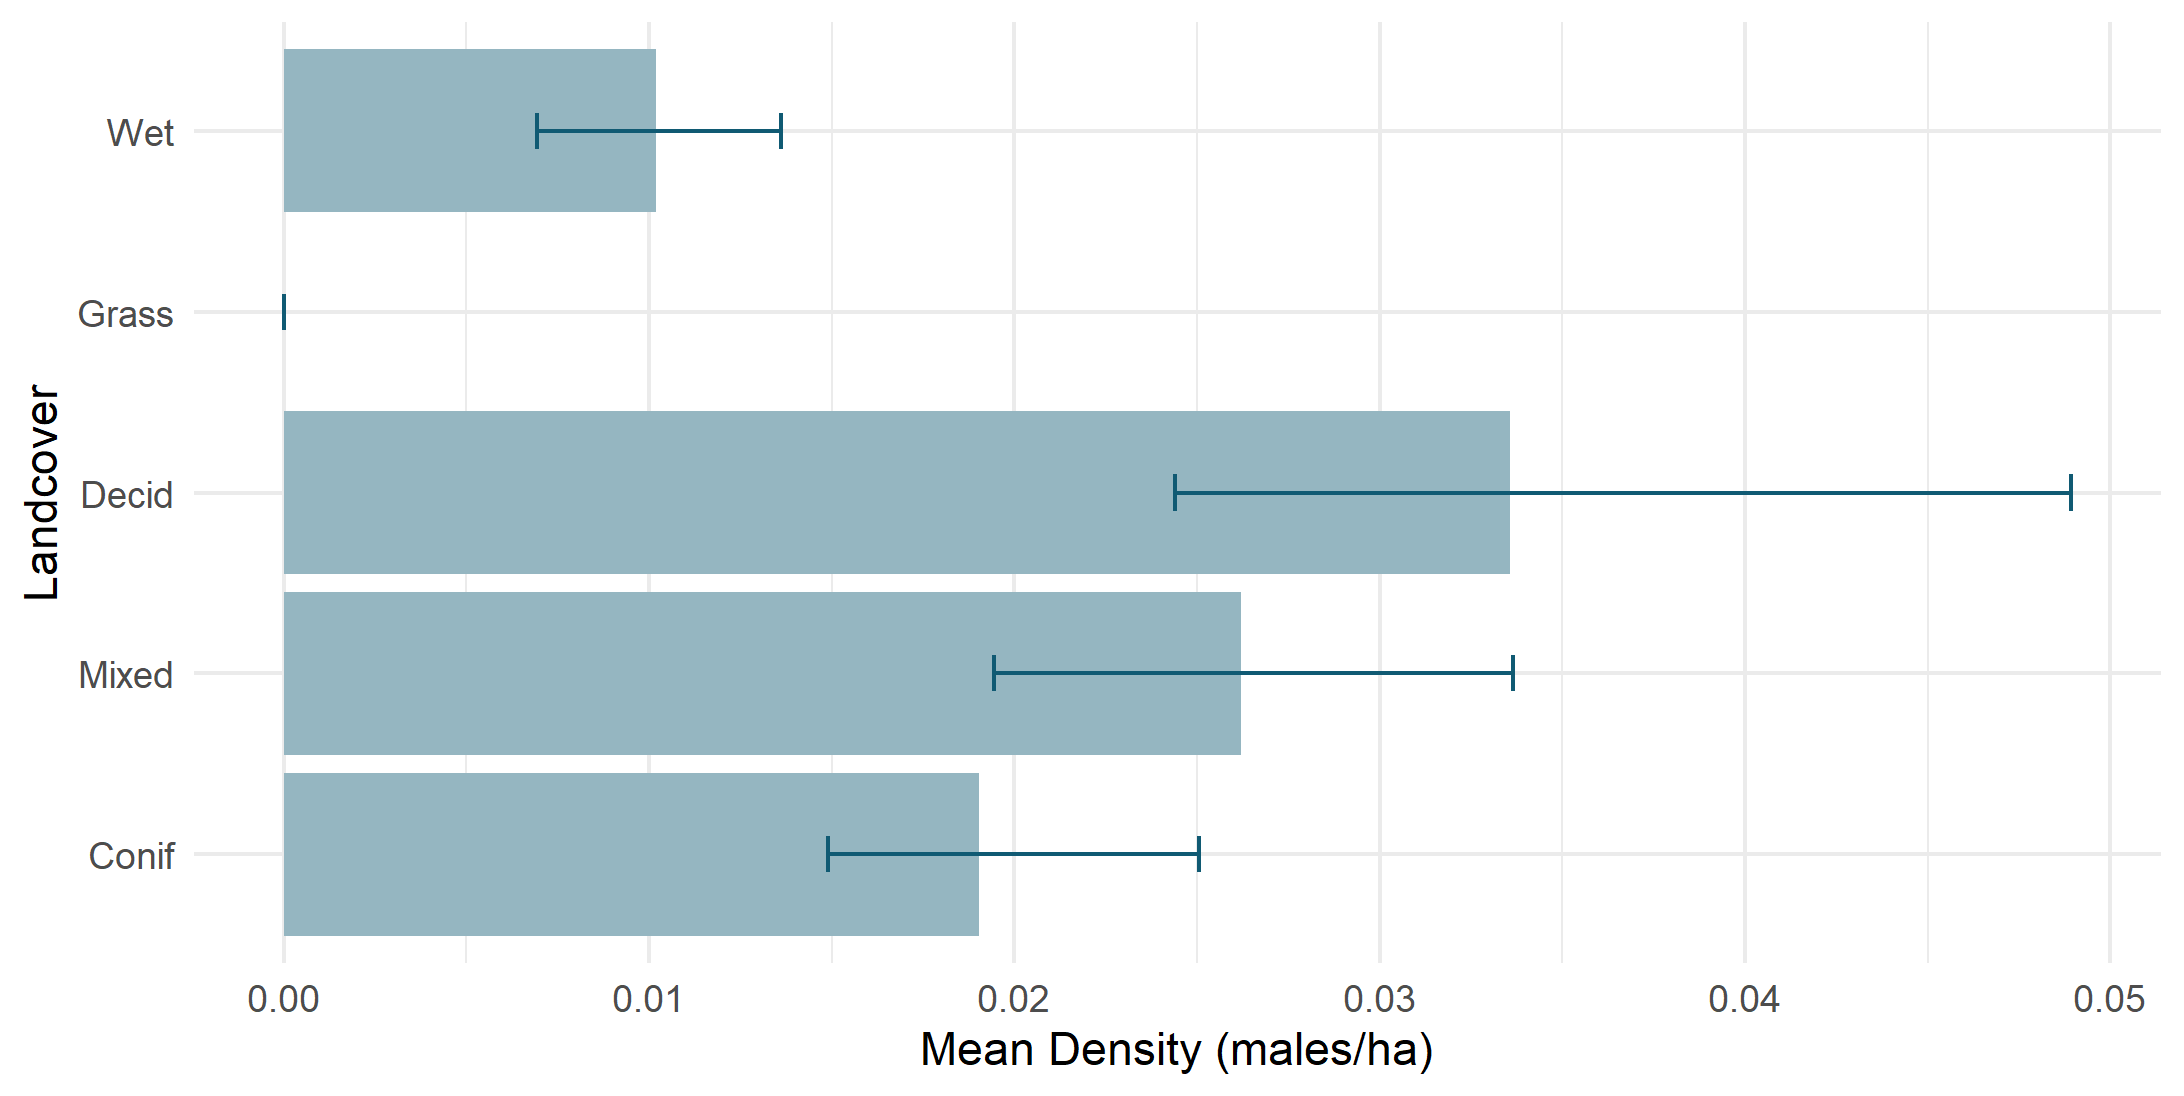 Landcover
Wet
Grass
Decid
Mixed
Conif
0.00 0.01 0.02 0.03 0.04 0.05
Mean Density (males/ha)